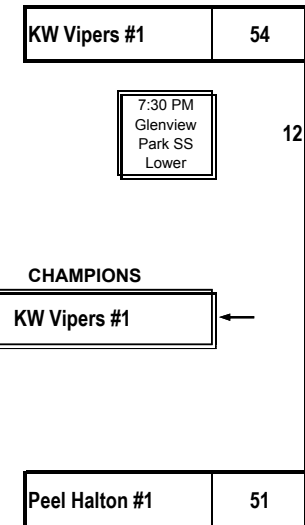 KW Vipers #1 54
7:30 PM
Glenview
Park SS
Lower
12
CHAMPIONS
KW Vipers #1
Peel Halton #1 51